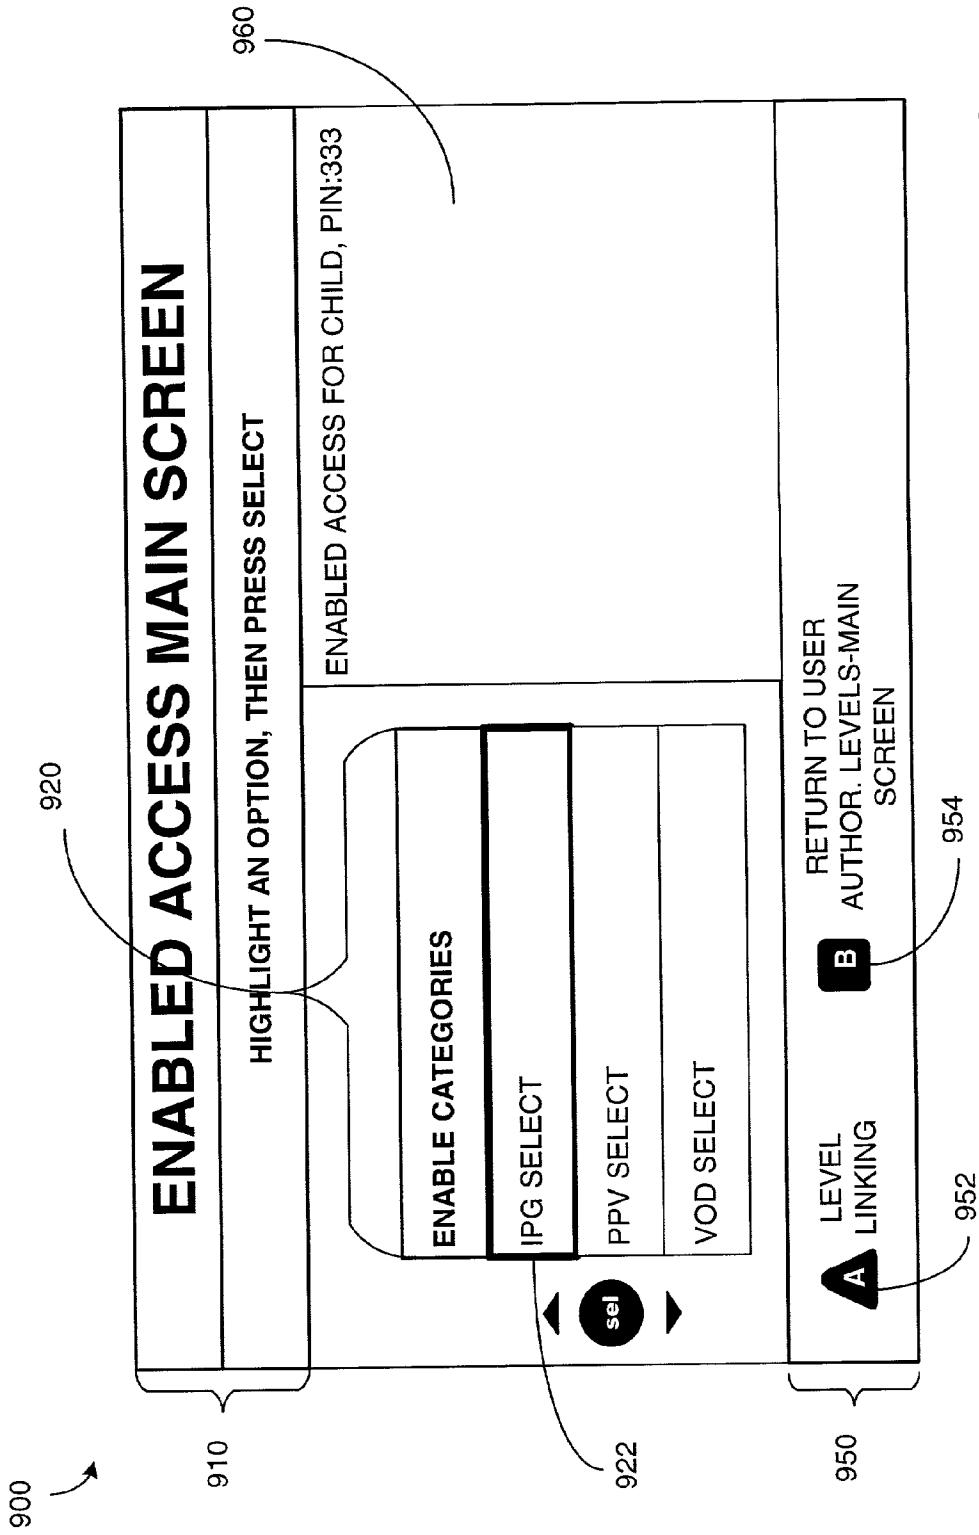 900
910
920
960
ENABLED ACCESS MAIN SCREEN
HIGHLIGHT AN OPTION, THEN PRESS SELECT
ENABLED ACCESS FOR CHILD, PIN:333
ENABLE CATEGORIES
IPG SELECT
PPV SELECT
VOD SELECT
sel
922
950
A
LEVEL
LINKING
952
B
RETURN TO USER
AUTHOR. LEVELS-MAIN
SCREEN
954